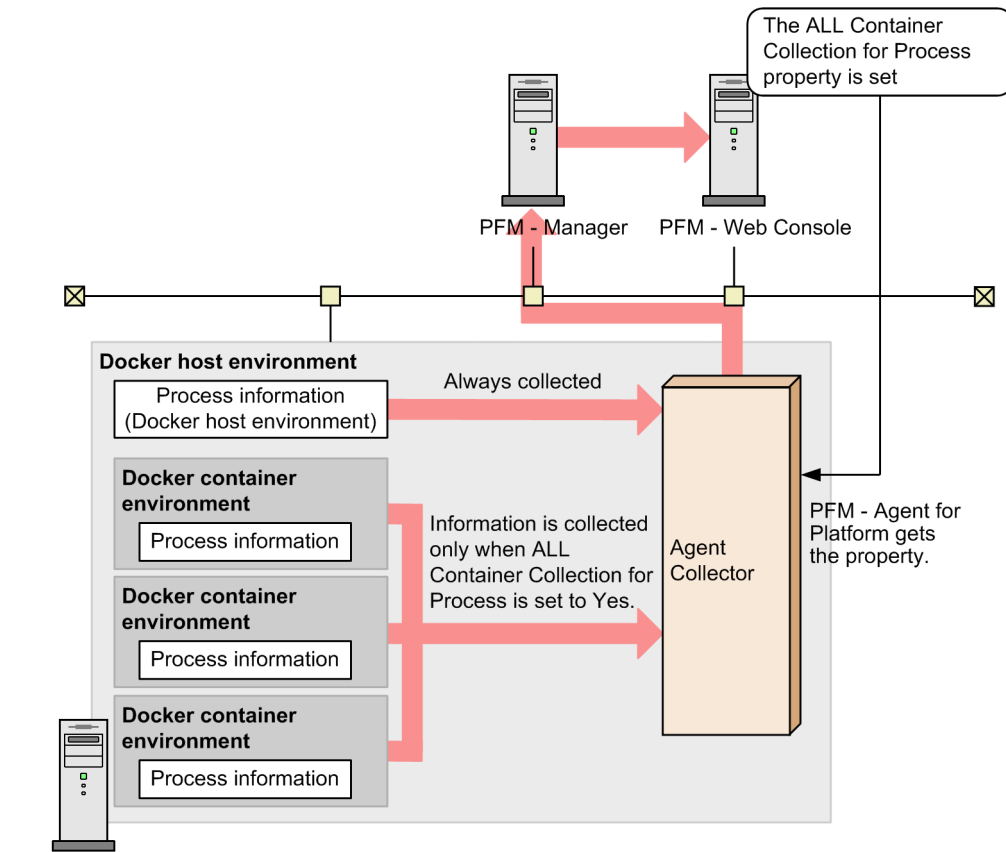 The ALL Container
Collection for Process
property is set
PFM - Manager
PFM - Web Console
Docker host environment
Process information
(Docker host environment)
Always collected
Docker container
environment
Process information
Docker container
environment
Process information
Docker container
environment
Process information
Information is collected
only when ALL
Container Collection for
Process is set to Yes.
Agent
Collector
PFM - Agent for
Platform gets
the property.